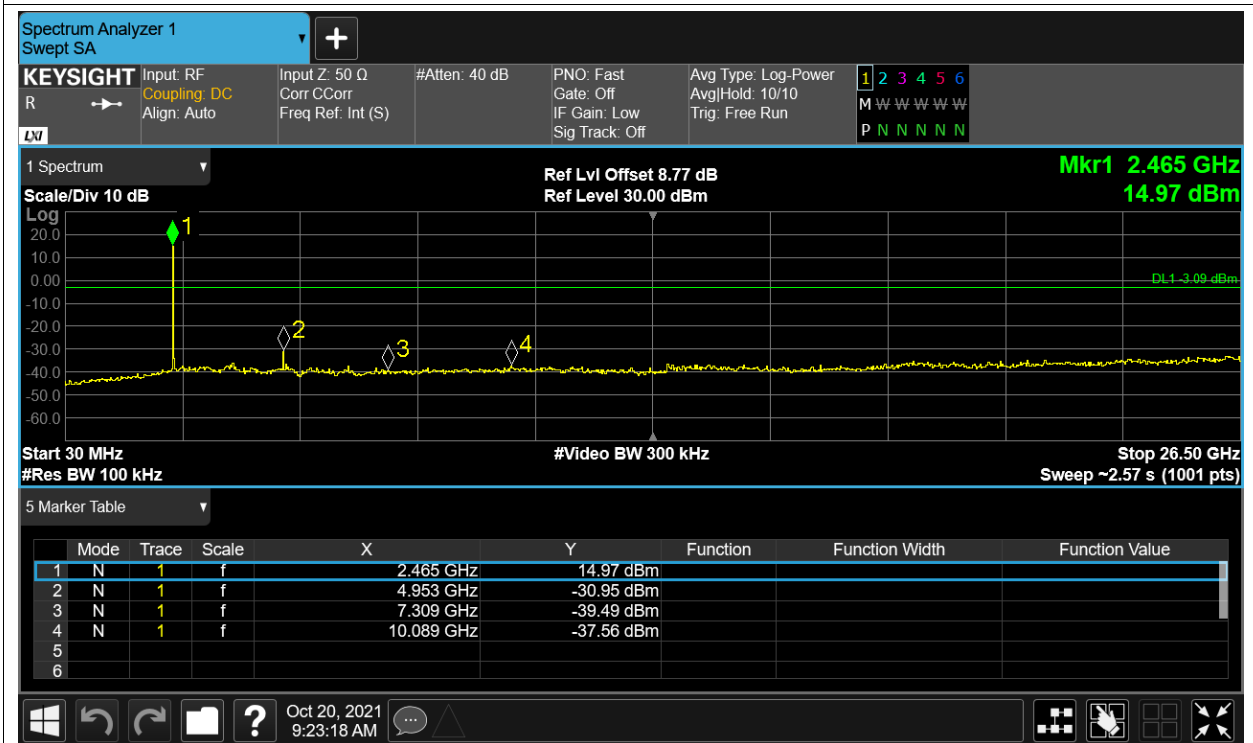 Spectrum Analyzer 1
Swept SA
+
KEYSIGHT Input: RF Input Z: 50 Ω #Atten: 40 dB PNO: Fast Avg Type: Log-Power 1 2 3 4 5 6
R Coupling: DC Corr CCorr Gate: Off Avg|Hold: 10/10 M W W W W W
Align: Auto Freq Ref: Int (S) IF Gain: Low Trig: Free Run
LXI Sig Track: Off P N N N N N
1 Spectrum Ref Lvl Offset 8.77 dB Mkr1 2.465 GHz
Scale/Div 10 dB Ref Level 30.00 dBm 14.97 dBm
Log
1
20.0
10.0
0.00 DL1 -3.09 dBm
-10.0
-20.0
2
-30.0 3 4
-40.0
-50.0
-60.0
Start 30 MHz #Video BW 300 kHz Stop 26.50 GHz
#Res BW 100 kHz Sweep ~2.57 s (1001 pts)
5 Marker Table
Mode Trace Scale X Y Function Function Width Function Value
1 N 1 f 2.465 GHz 14.97 dBm
2 N 1 f 4.953 GHz -30.95 dBm
3 N 1 f 7.309 GHz -39.49 dBm
4 N 1 f 10.089 GHz -37.56 dBm
5
6
? Oct 20, 2021
9:23:18 AM